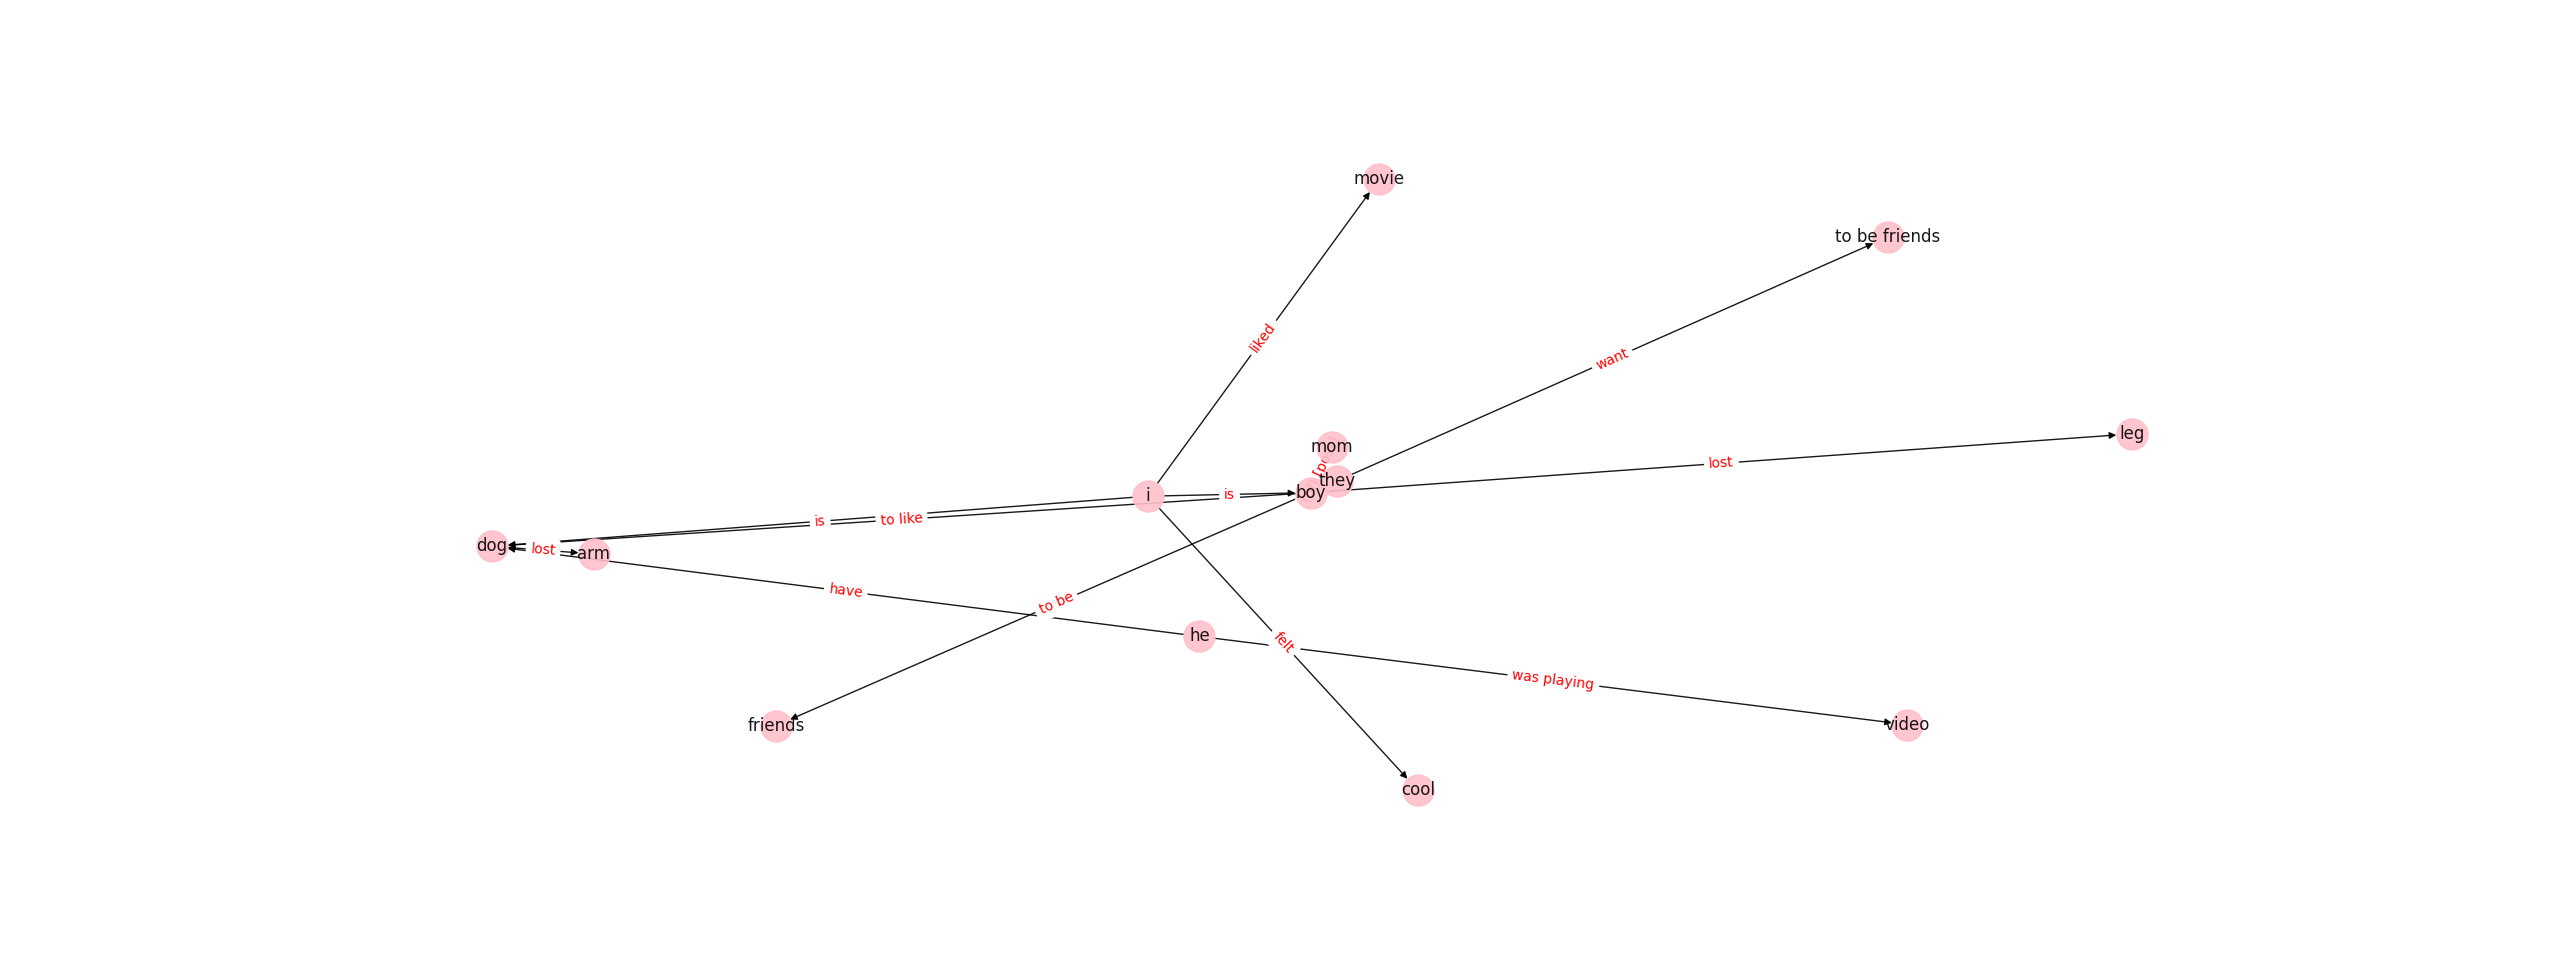 movie
to be friends
liked
want
mom
leg
lost
they
i
is
boy
is
to like
dog
lost
arm
have
to be
he
felt
was playing
friends
video
cool